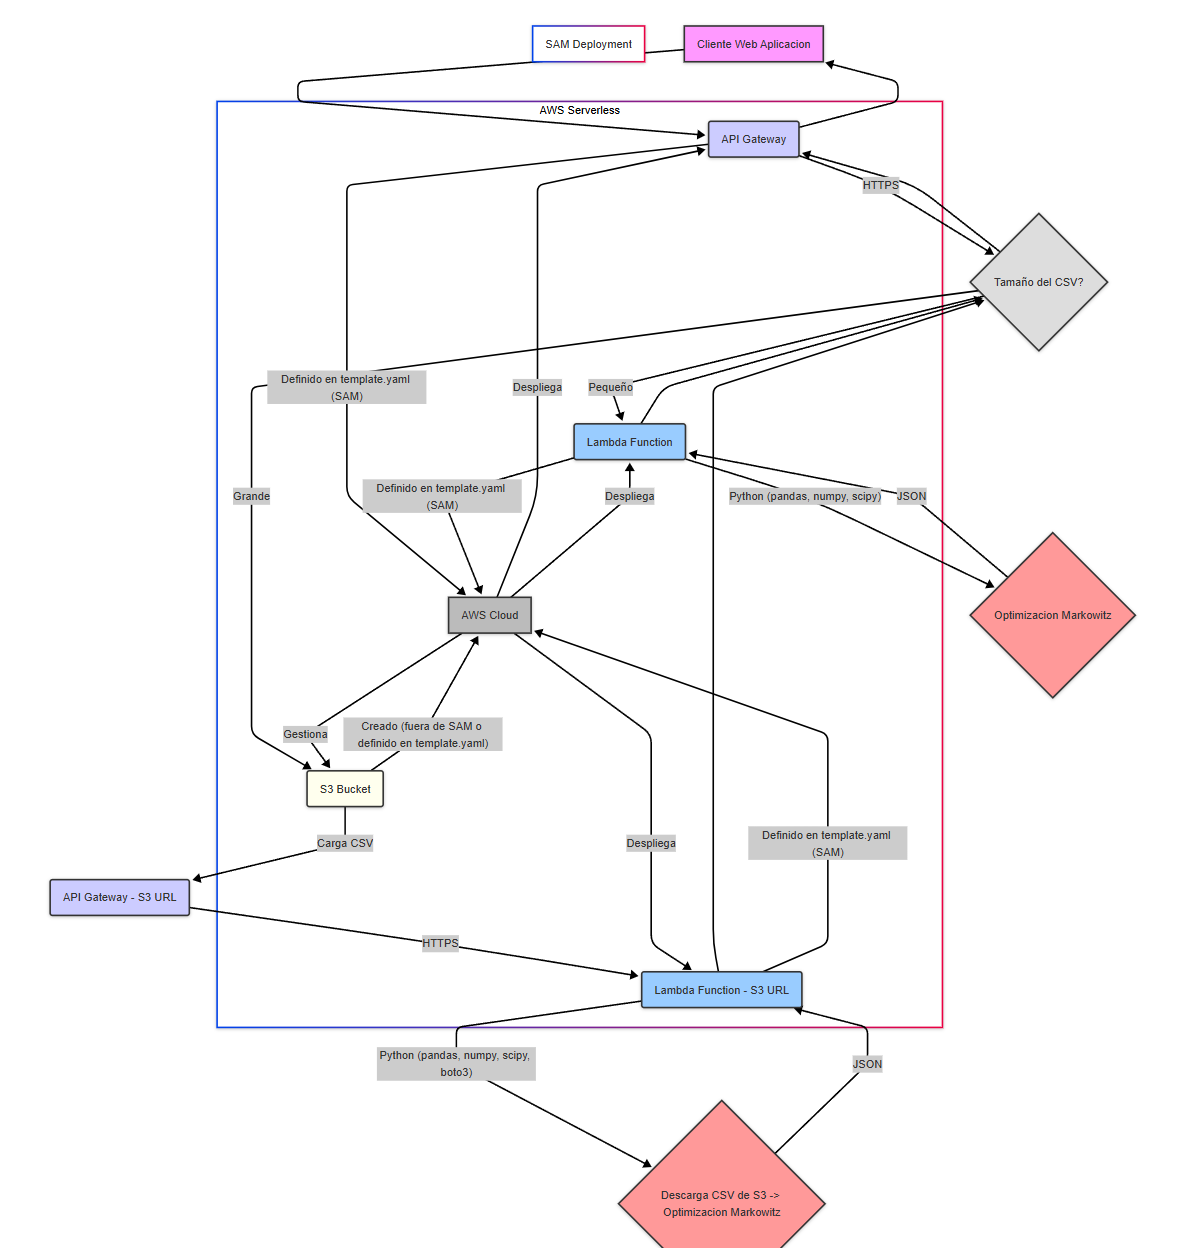 SAM Deployment
Cliente Web Aplicacion
AWS Serverless
API Gateway
HTTPS
Tamaño del CSV?
Definido en template.yaml
(SAM)
Despliega
Pequeño
Lambda Function
Grande
Definido en template.yaml
(SAM)
Despliega
Python (pandas, numpy, scipy)
JSON
AWS Cloud
Optimizacion Markowitz
Gestiona
Creado (fuera de SAM o
definido en template.yaml)
S3 Bucket
Carga CSV
Despliega
Definido en template.yaml
(SAM)
API Gateway - S3 URL
HTTPS
Lambda Function - S3 URL
Python (pandas, numpy, scipy,
boto3)
JSON
Descarga CSV de S3 ->
Optimizacion Markowitz